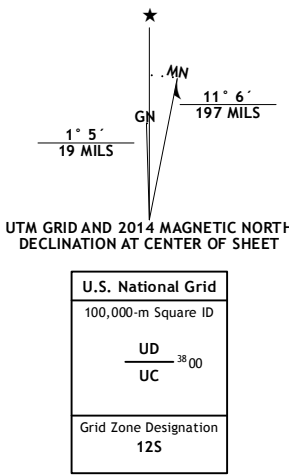 ★
MN
GN
11° 6´
197 MILS
1° 5´
19 MILS
UTM GRID AND 2014 MAGNETIC NORTH
DECLINATION AT CENTER OF SHEET
U.S. National Grid
100,000-m Square ID
UD
3800
UC
Grid Zone Designation
12S